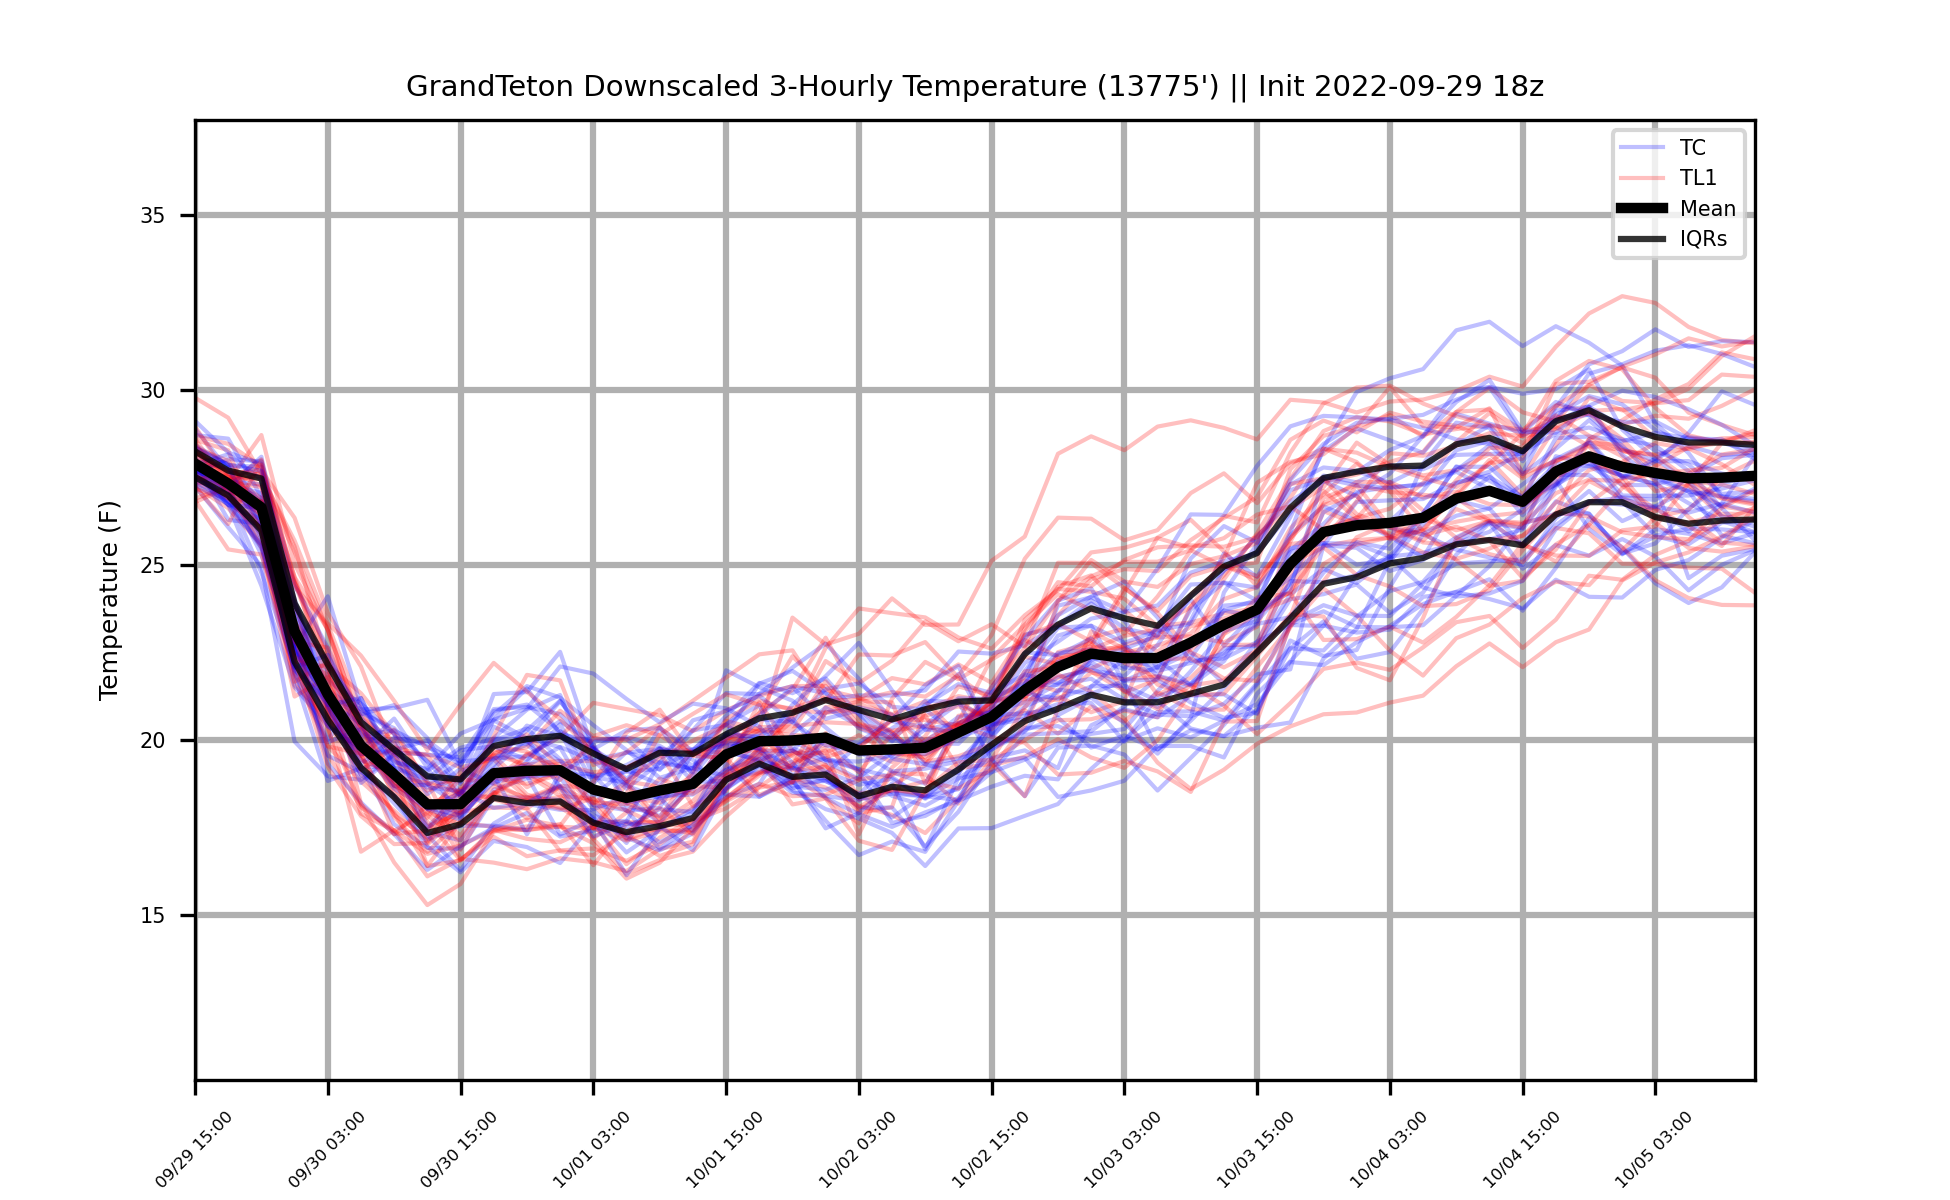 GrandTeton Downscaled 3-Hourly Temperature (13775') || Init 2022-09-29 18z
TC
TL1
Mean
IQRs
Temperature (F)
35
30
25
20
15
09/29 15:00
09/30 03:00
09/30 15:00
10/01 03:00
10/01 15:00
10/02 03:00
10/02 15:00
10/03 03:00
10/03 15:00
10/04 03:00
10/04 15:00
10/05 03:00